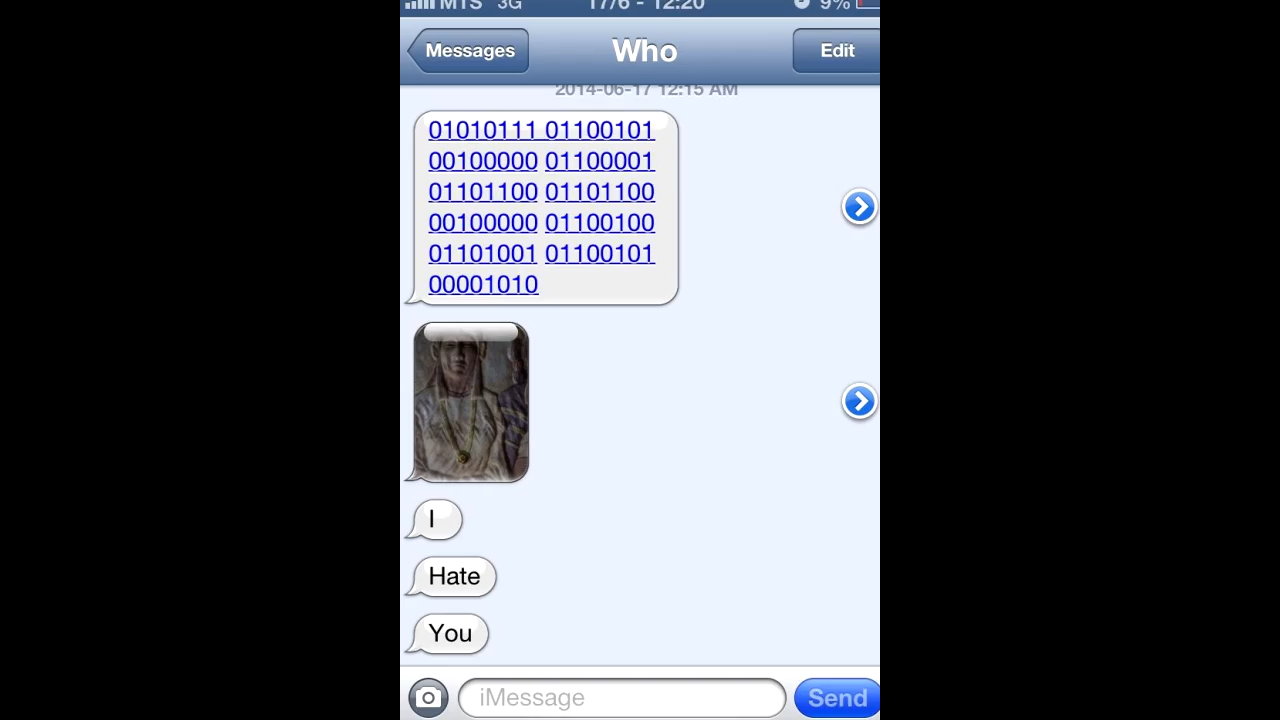 MTS 3G 17/6 - 12:20 9%
Messages Who Edit
2014-06-17 12:15 AM
01010111 01100101
00100000 01100001
01101100 01101100
00100000 01100100
01101001 01100101
00001010
I
Hate
You
iMessage Send